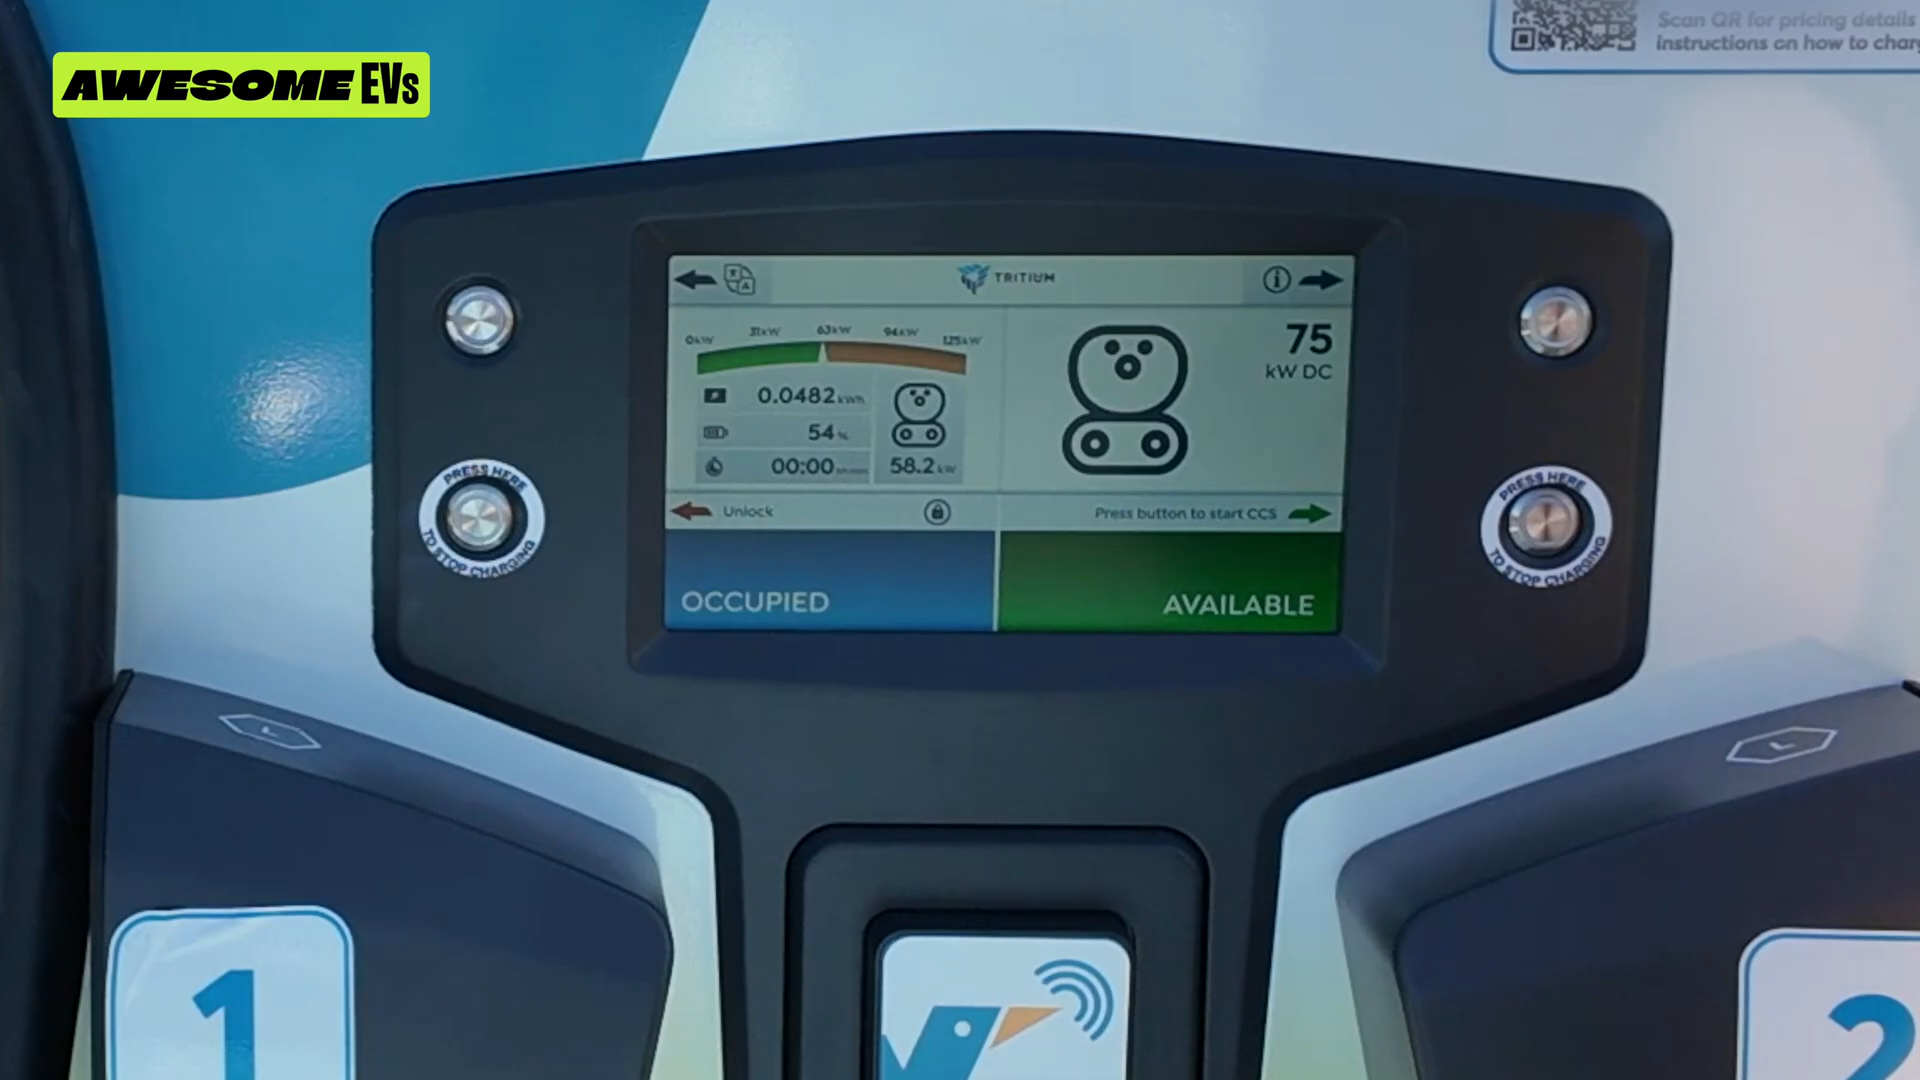 AWESOME EVs
Scan QR for pricing details
instructions on how to
TRITIUM
0kW 31kW 63kW 94kW 125kW
0.0482 kWh
54 %
00:00
58.2 kW
75
kW DC
Unlock
Press button to start CCS
OCCUPIED
AVAILABLE
PRESS HERE
TO STOP CHARGING
PRESS HERE
TO STOP CHARGING
1
2